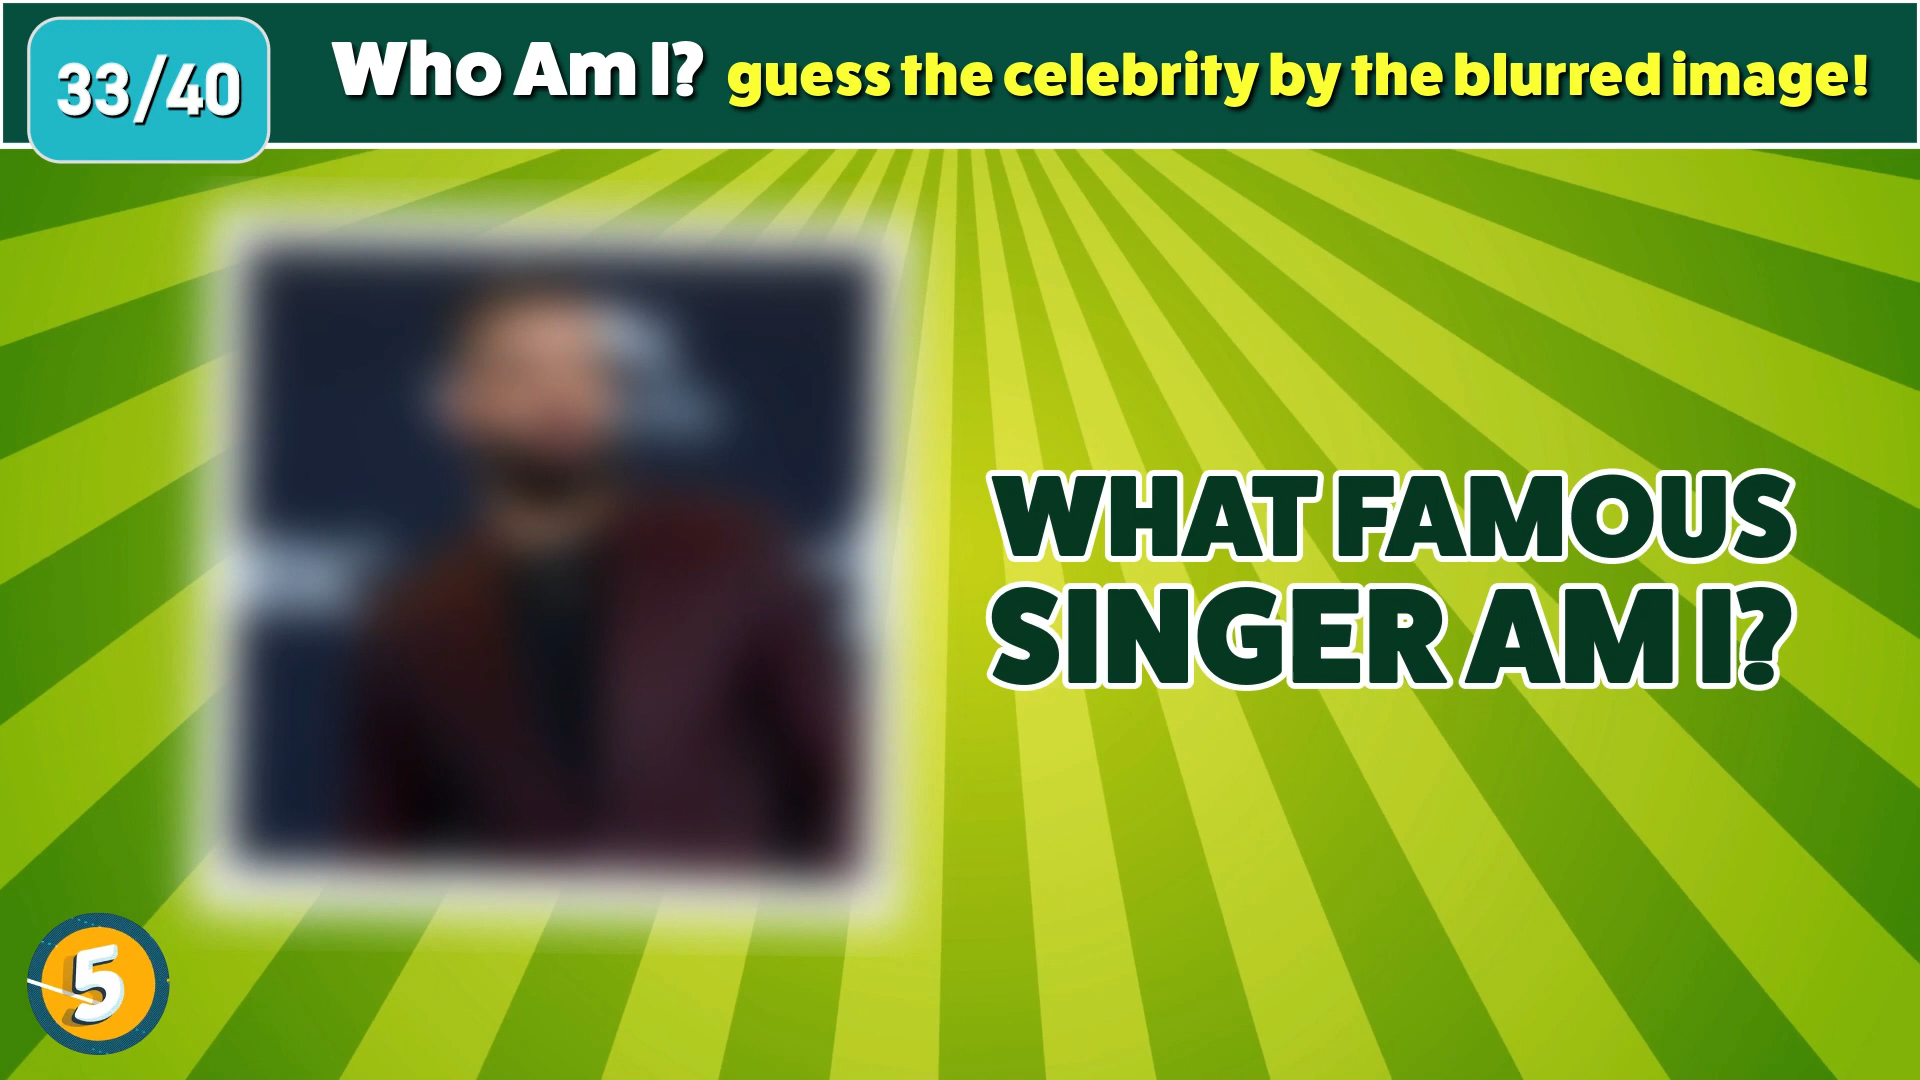 33/40
Who Am I? guess the celebrity by the blurred image!
WHAT FAMOUS
SINGER AM I?
5